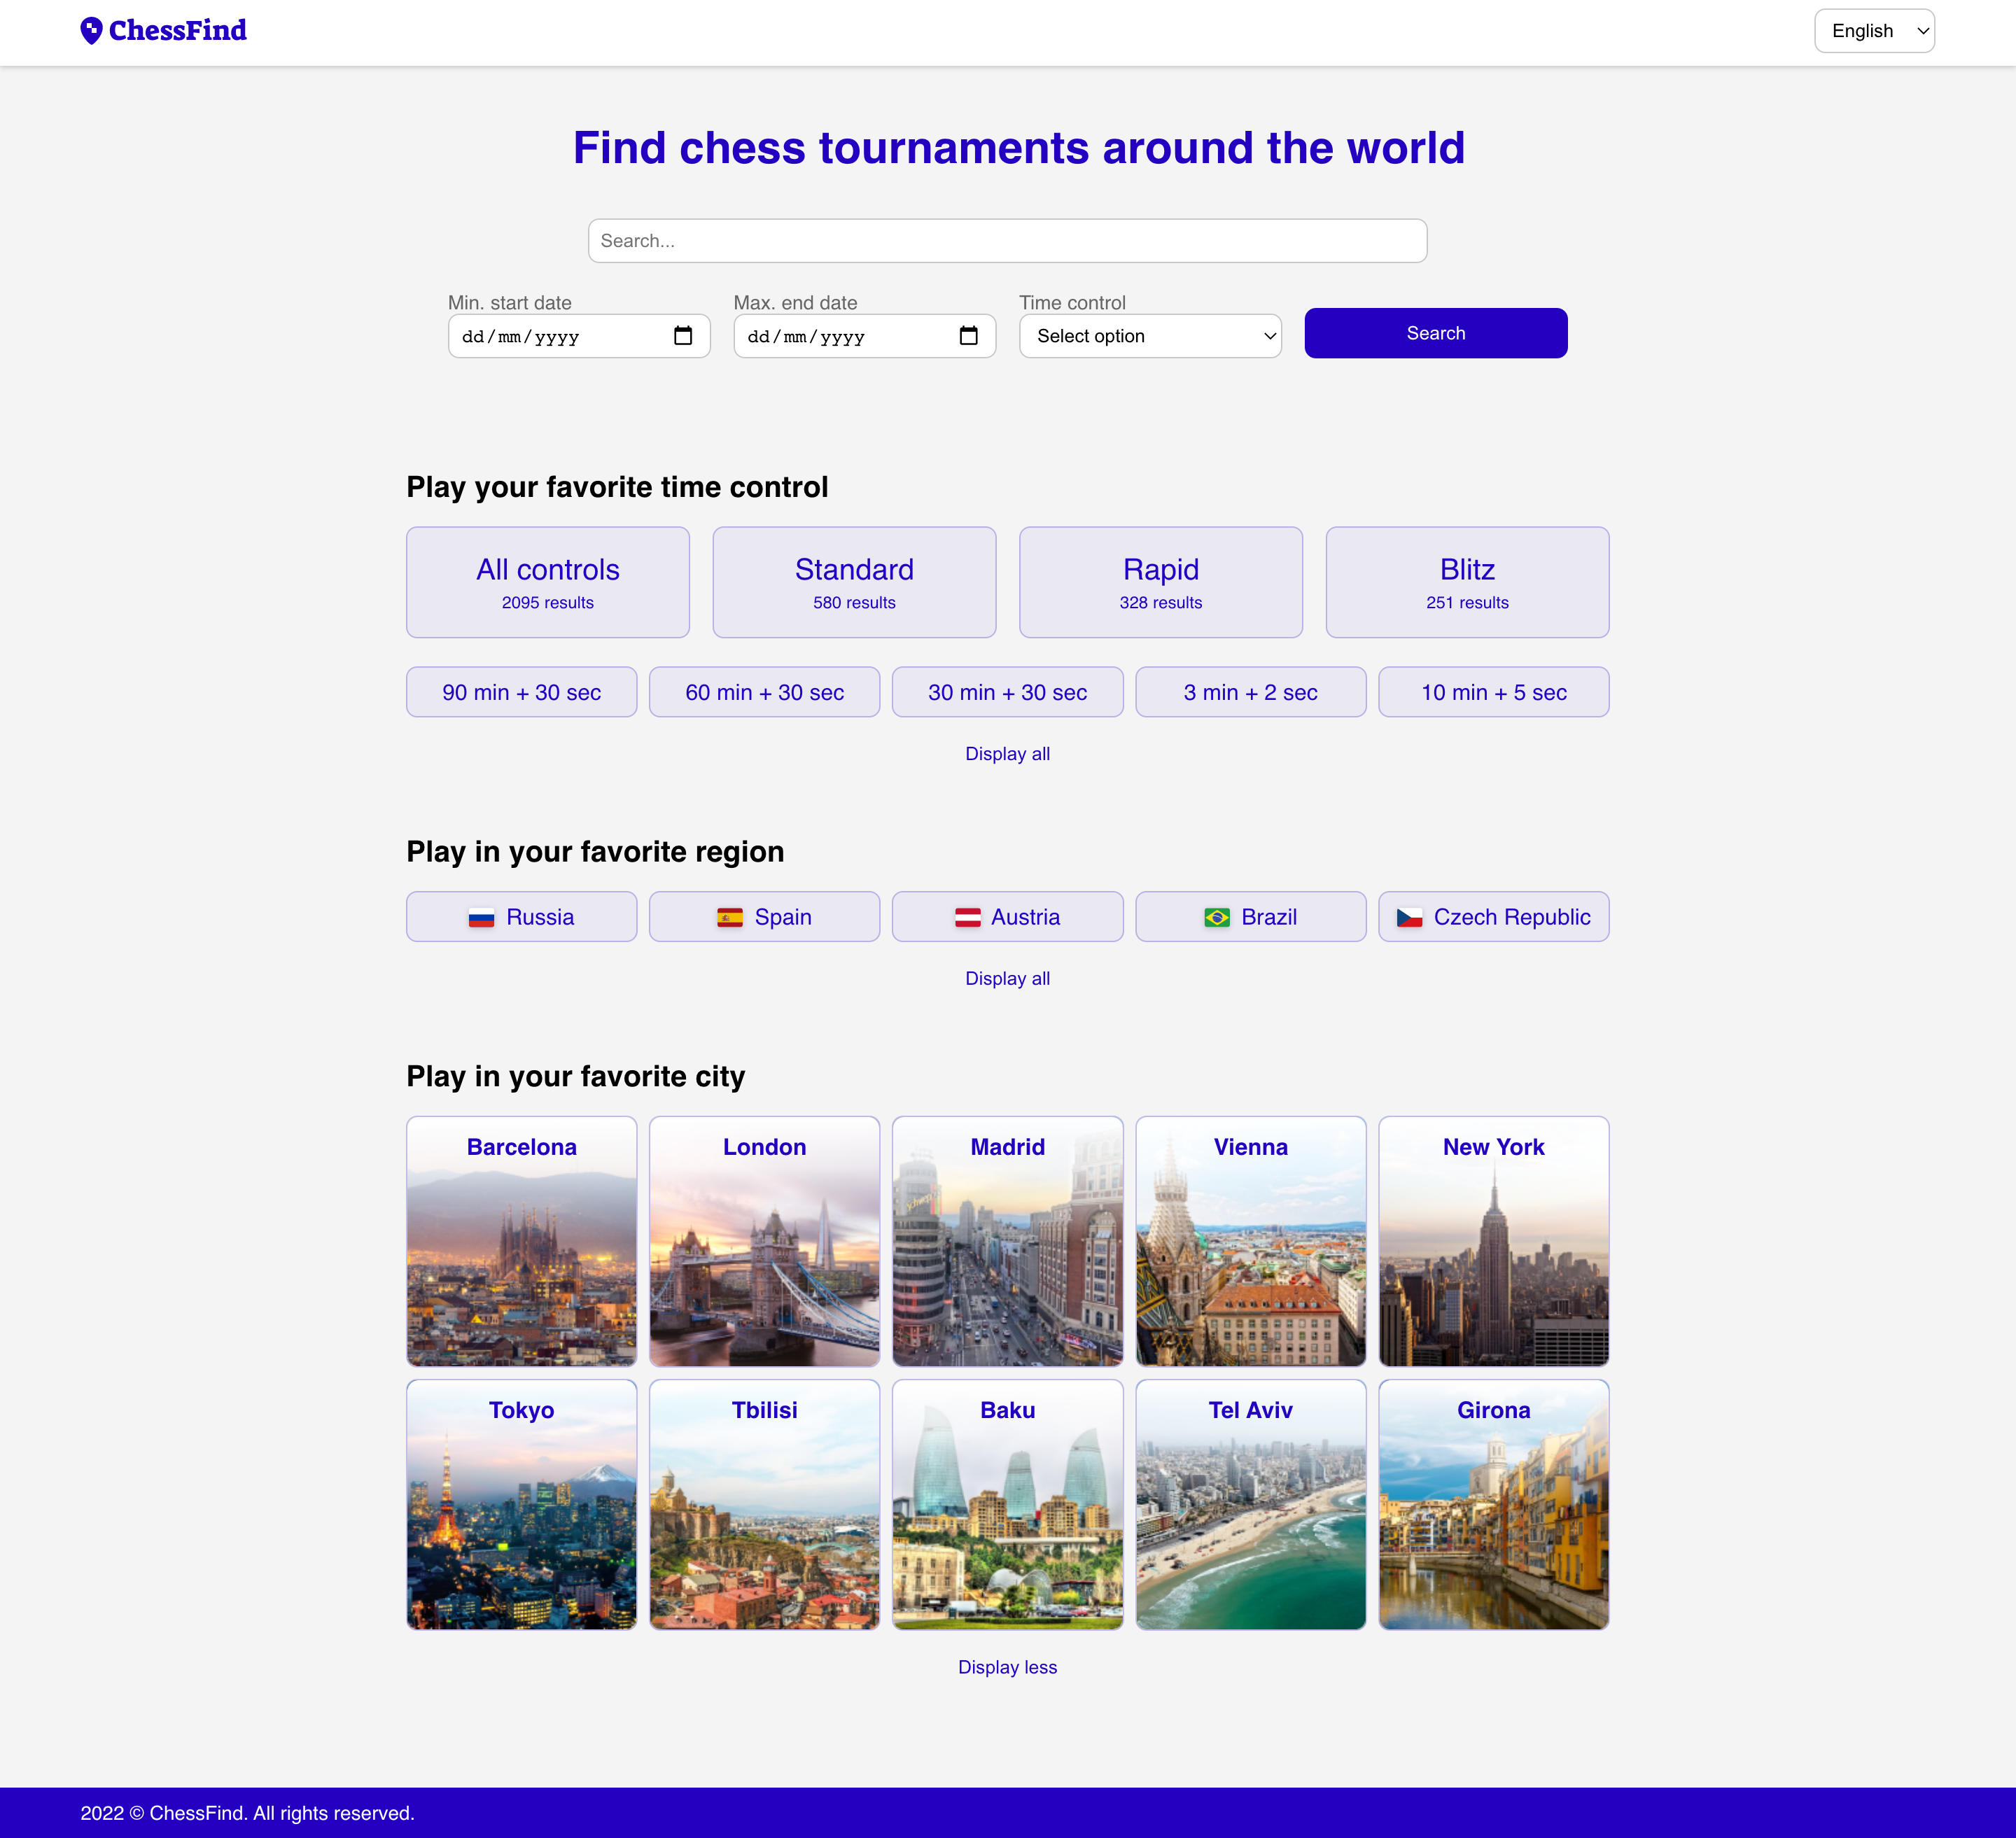 ChessFind
English
Find chess tournaments around the world
Search...
Min. start date
Max. end date
Time control
dd/mm/yyyy
dd/mm/yyyy
Select option
Search
Play your favorite time control
All controls
2095 results
Standard
580 results
Rapid
328 results
Blitz
251 results
90 min + 30 sec
60 min + 30 sec
30 min + 30 sec
3 min + 2 sec
10 min + 5 sec
Display all
Play in your favorite region
Russia
Spain
Austria
Brazil
Czech Republic
Display all
Play in your favorite city
Barcelona
London
Madrid
Vienna
New York
Tokyo
Tbilisi
Baku
Tel Aviv
Girona
Display less
2022 © ChessFind. All rights reserved.